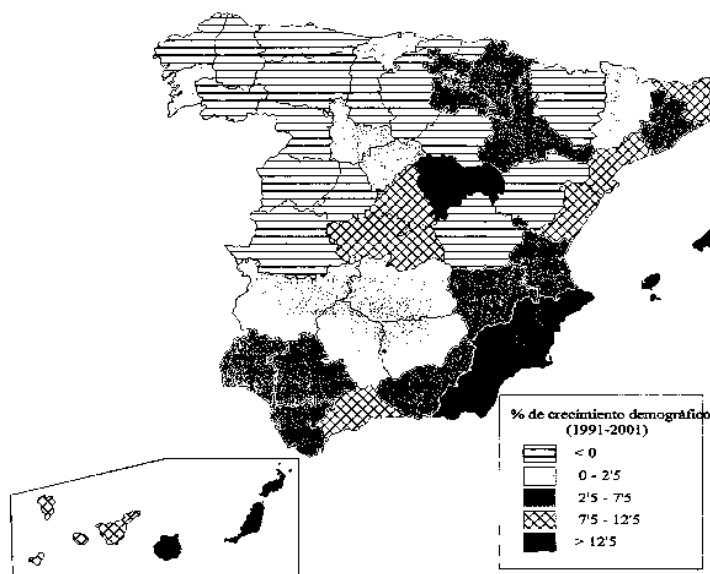 % de crecimiento demográfico
(1991-2001)
< 0
0 - 2'5
2'5 - 7'5
7'5 - 12'5
> 12'5